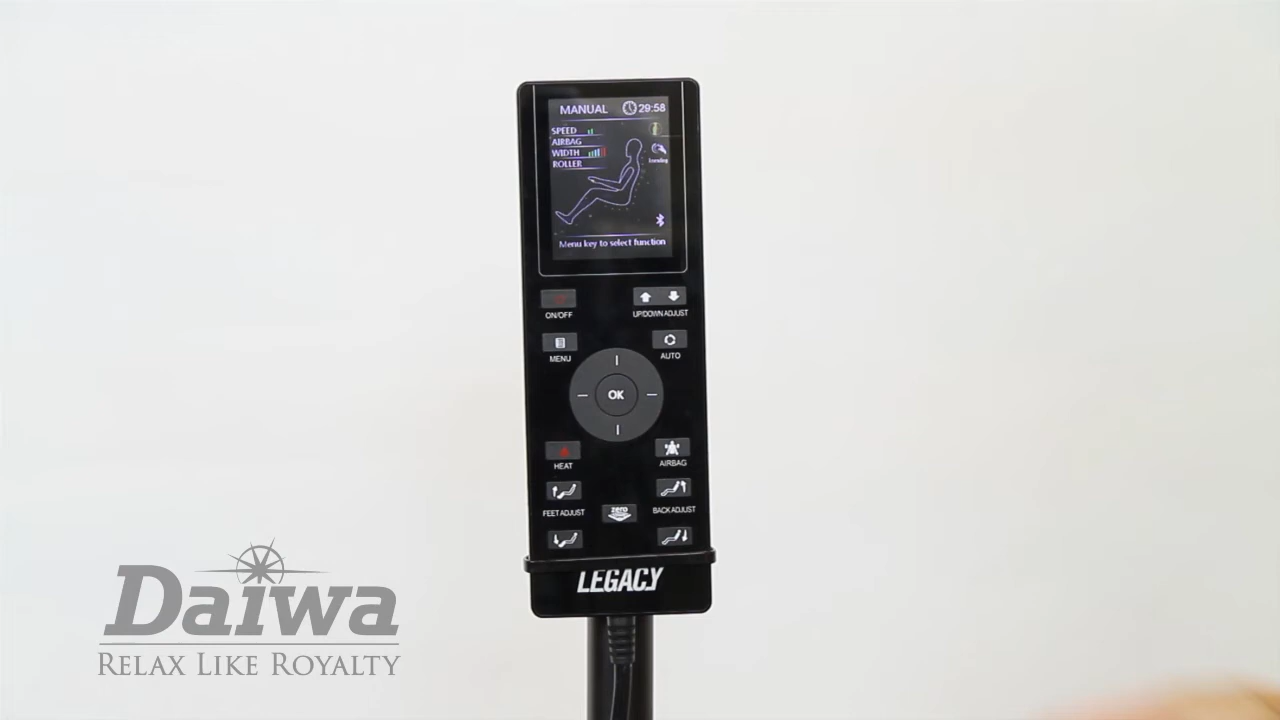 MANUAL 29:58
SPEED
AIRBAG
WIDTH
ROLLER
Kneading
Menu key to select function
ON/OFF
UP/DOWN ADJUST
MENU
AUTO
OK
HEAT
AIRBAG
FEET ADJUST
zero
BACK ADJUST
LEGACY
Daiwa
RELAX LIKE ROYALTY